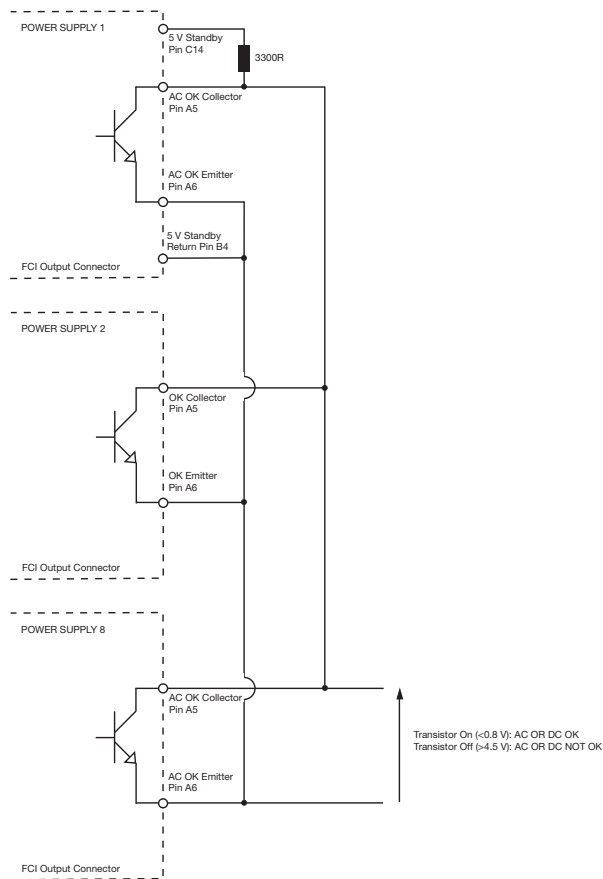 POWER SUPPLY 1
5 V Standby
Pin C14
3300R
AC OK Collector
Pin A5
AC OK Emitter
Pin A6
5 V Standby
Return Pin B4
FCI Output Connector
POWER SUPPLY 2
OK Collector
Pin A5
OK Emitter
Pin A6
FCI Output Connector
POWER SUPPLY 8
AC OK Collector
Pin A5
Transistor On (<0.8 V): AC OR DC OK
Transistor Off (>4.5 V): AC OR DC NOT OK
AC OK Emitter
Pin A6
FCI Output Connector